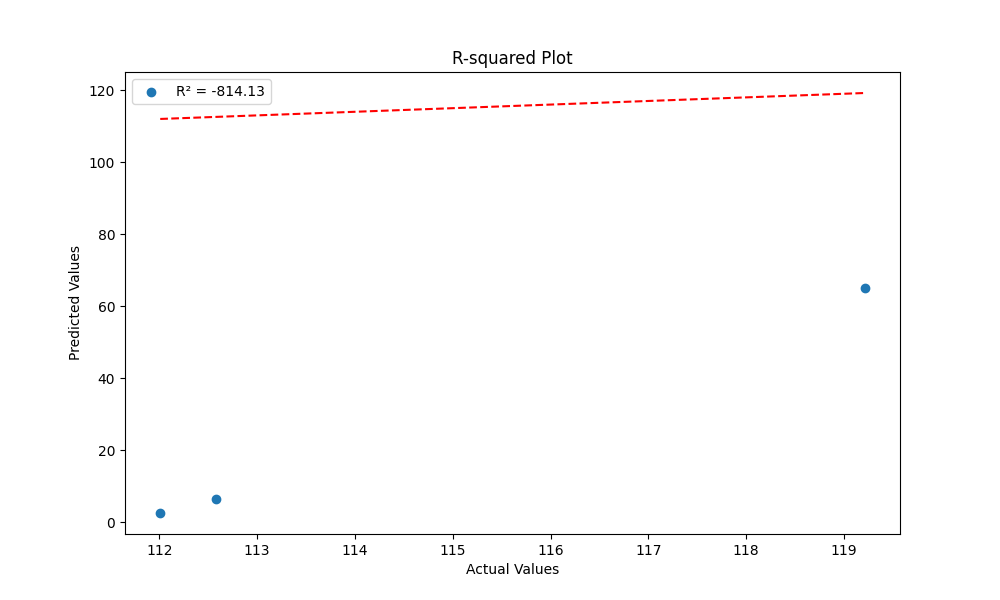 R-squared Plot
R² = -814.13
120
100
80
60
40
20
0
Predicted Values
112 113 114 115 116 117 118 119
Actual Values